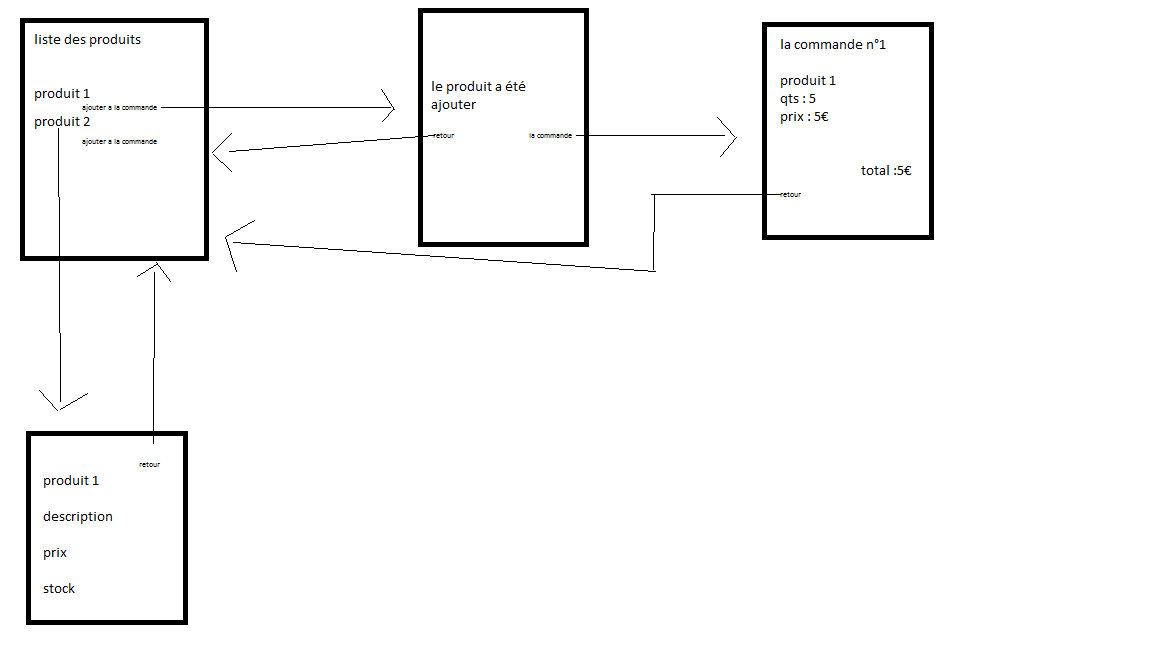 liste des produits
produit 1
ajouter a la commande
produit 2
ajouter a la commande
le produit a été
ajouter
retour
la commande
la commande n°1
produit 1
qts : 5
prix : 5€
total :5€
retour
retour
produit 1
description
prix
stock